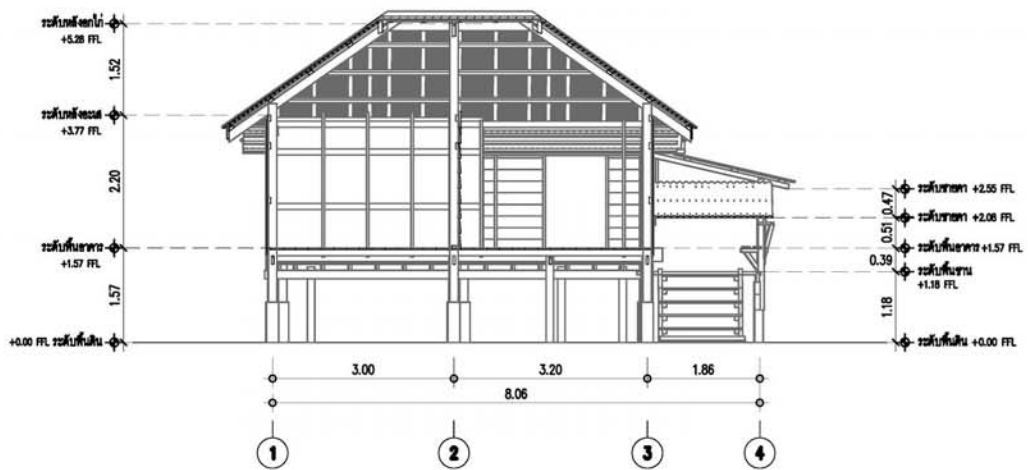 ระดับหลังอกไก่
+5.28 FFL
1.52
ระดับหลังอะเส
+3.77 FFL
2.20
ระดับพื้นอาคาร
+1.57 FFL
1.57
+0.00 FFL ระดับพื้นดิน
ระดับชายคา +2.55 FFL
0.47
ระดับชายคา +2.08 FFL
0.51
ระดับพื้นอาคาร +1.57 FFL
0.39
ระดับพื้นชาน
+1.18 FFL
1.18
ระดับพื้นดิน +0.00 FFL
3.00
3.20
1.86
8.06
1
2
3
4